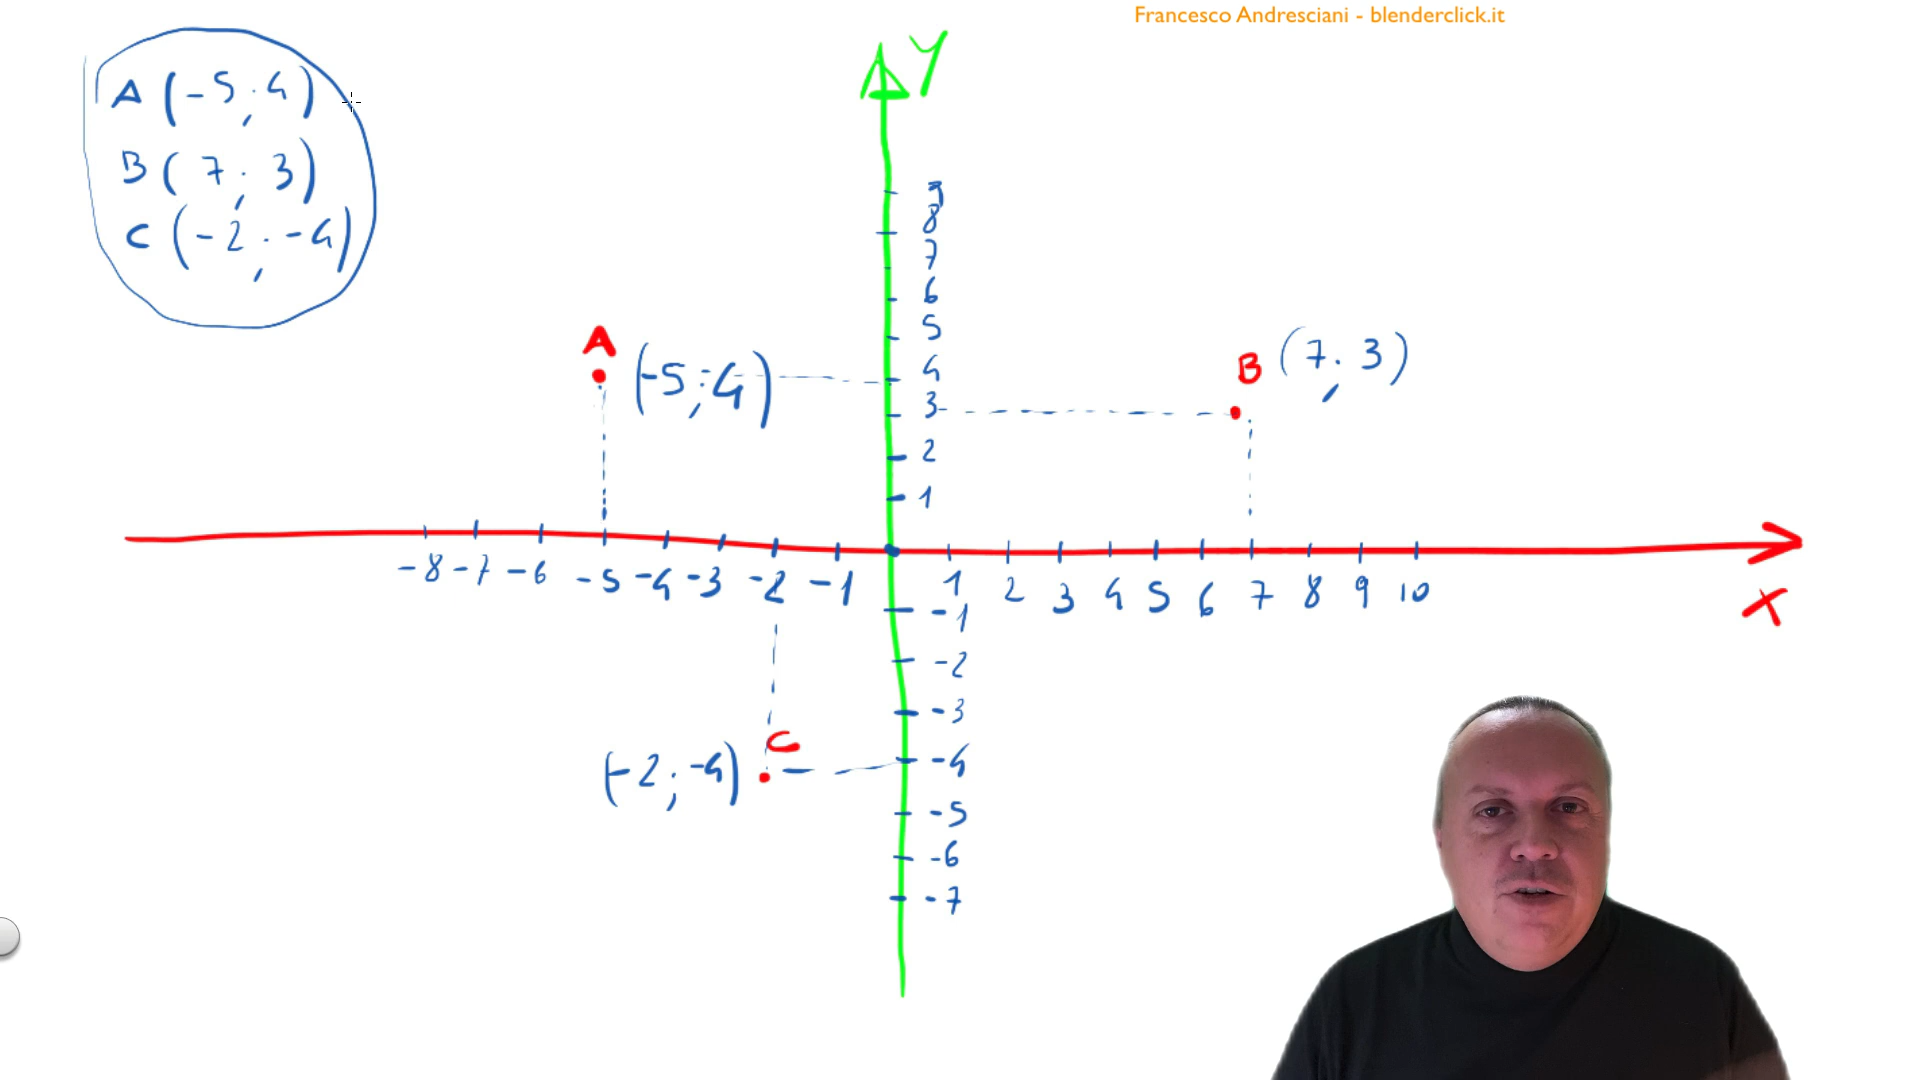 Francesco Andresciani - blenderclick.it
A (-5; 4)
B (7; 3)
C (-2; -4)
Y
9
8
7
6
5
4
3
2
1
A
(-5; 4)
B (7; 3)
-8 -7 -6 -5 -4 -3 -2 -1 1 2 3 4 5 6 7 8 9 10
X
-1
-2
-3
C
(-2; -4)
-4
-5
-6
-7